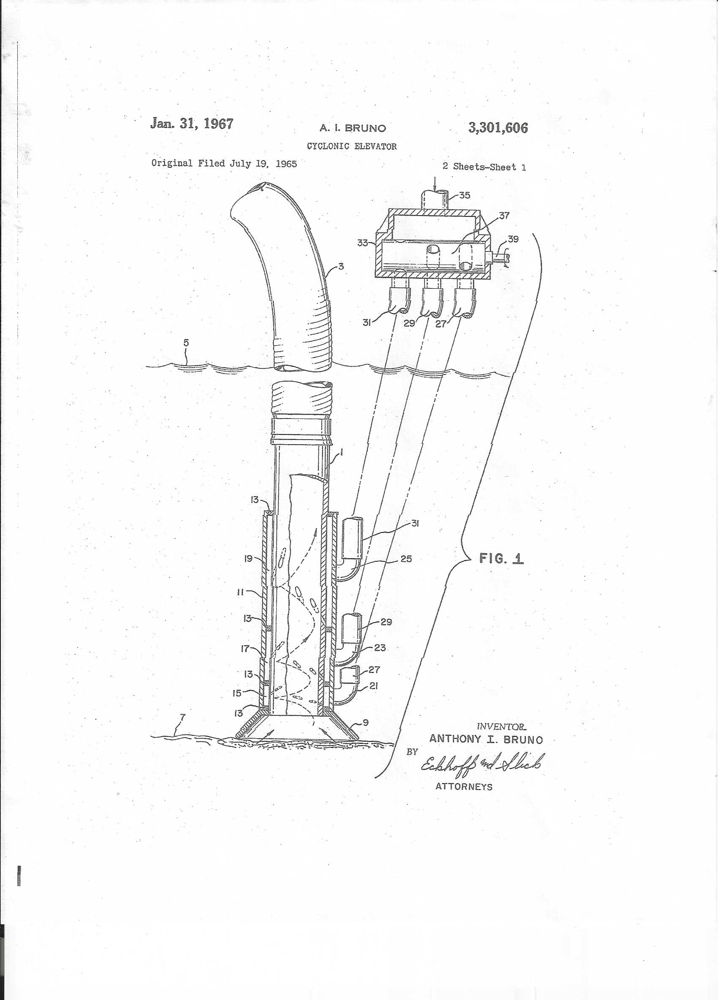 Jan. 31, 1967
A. I. BRUNO
3,301,606
CYCLONIC ELEVATOR
Original Filed July 19, 1965
2 Sheets-Sheet 1
35
37
33
39
3
31
29
27
5
1
13
31
19
25
FIG. 1
11
13
29
17
23
27
13
21
15
13
7
9
INVENTOR
ANTHONY I. BRUNO
BY
Eckhoff and Slick
ATTORNEYS